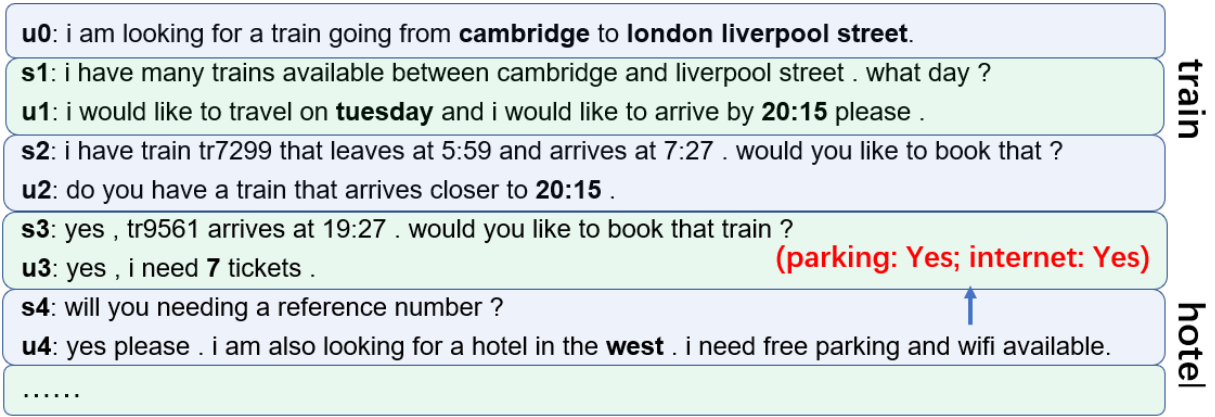 u0: i am looking for a train going from cambridge to london liverpool street.
s1: i have many trains available between cambridge and liverpool street . what day ?
u1: i would like to travel on tuesday and i would like to arrive by 20:15 please .
train
s2: i have train tr7299 that leaves at 5:59 and arrives at 7:27 . would you like to book that ?
u2: do you have a train that arrives closer to 20:15 .
s3: yes , tr9561 arrives at 19:27 . would you like to book that train ?
(parking: Yes; internet: Yes)
u3: yes , i need 7 tickets .
s4: will you needing a reference number ?
u4: yes please . i am also looking for a hotel in the west . i need free parking and wifi available.
hotel
......